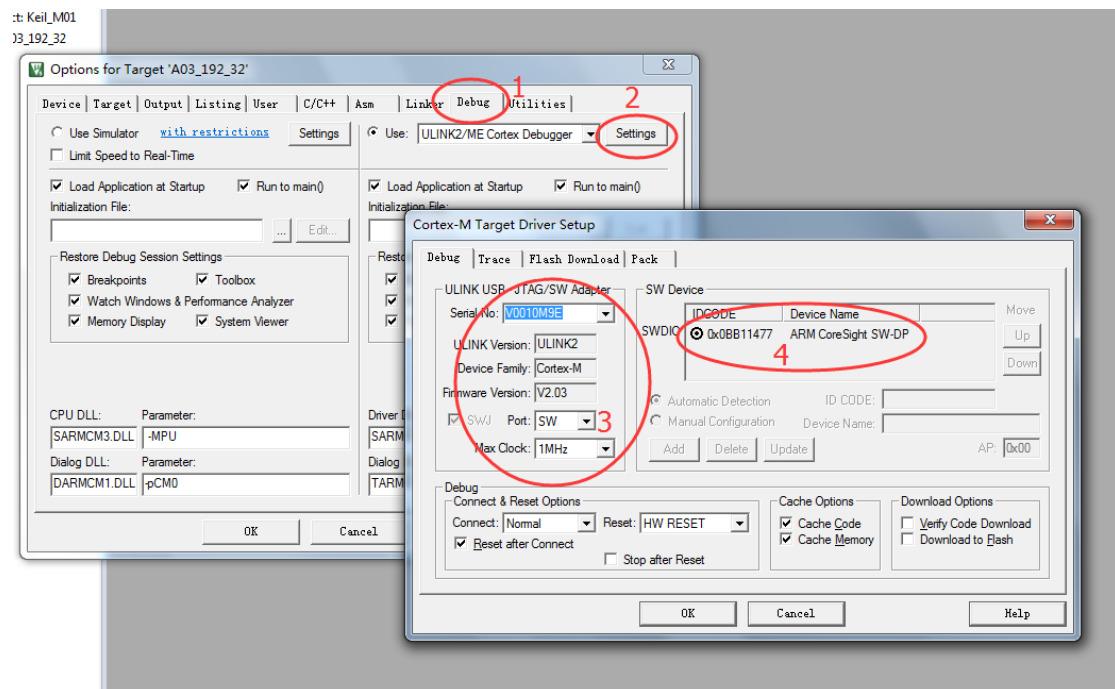 ct: Keil_M01
03_192_32
Options for Target 'A03_192_32'
1
Device Target Output Listing User C/C++ Asm Linker Debug Utilities
2
Use Simulator with restrictions Settings
Use: ULINK2/ME Cortex Debugger Settings
Limit Speed to Real-Time
Load Application at Startup Run to main()
Load Application at Startup Run to main()
Initialization File:
Initialization File:
... Edit...
Restore Debug Session Settings
Breakpoints Toolbox
Watch Windows & Performance Analyzer
Memory Display System Viewer
CPU DLL: Parameter:
SARMCM3.DLL -MPU
Dialog DLL: Parameter:
DARMCM1.DLL -pCM0
Driver D
SARM
Dialog
TARM
OK Cancel
Cortex-M Target Driver Setup
Debug Trace Flash Download Pack
ULINK USB - JTAG/SW Adapter
Serial No: V0010M9E
ULINK Version: ULINK2
Device Family: Cortex-M
Firmware Version: V2.03
SWJ Port: SW
3
Max Clock: 1MHz
SW Device
IDCODE Device Name Move
SWDIO 0x0BB11477 ARM CoreSight SW-DP Up
4
Down
Automatic Detection ID CODE:
Manual Configuration Device Name:
Add Delete Update AP: 0x00
Debug
Connect & Reset Options
Connect: Normal Reset: HW RESET
Reset after Connect
Stop after Reset
Cache Options
Cache Code
Cache Memory
Download Options
Verify Code Download
Download to Flash
OK Cancel Help